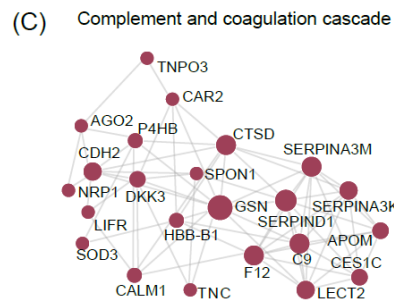 (C) Complement and coagulation cascade
TNPO3
CAR2
AGO2
P4HB
CTSD
CDH2
SERPINA3M
SPON1
NRP1
DKK3
GSN
SERPINA3K
SERPIND1
LIFR
HBB-B1
APOM
SOD3
C9
F12
CES1C
CALM1
TNC
LECT2